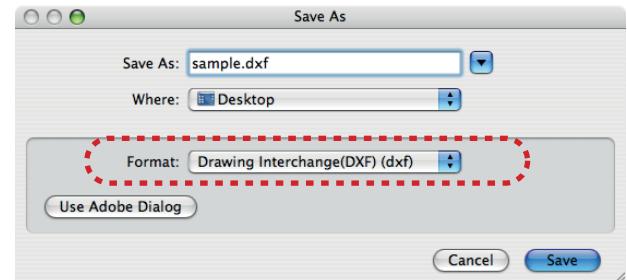 Save As
Save As: sample.dxf
Where: Desktop
Format: Drawing Interchange(DXF) (dxf)
Use Adobe Dialog
Cancel Save